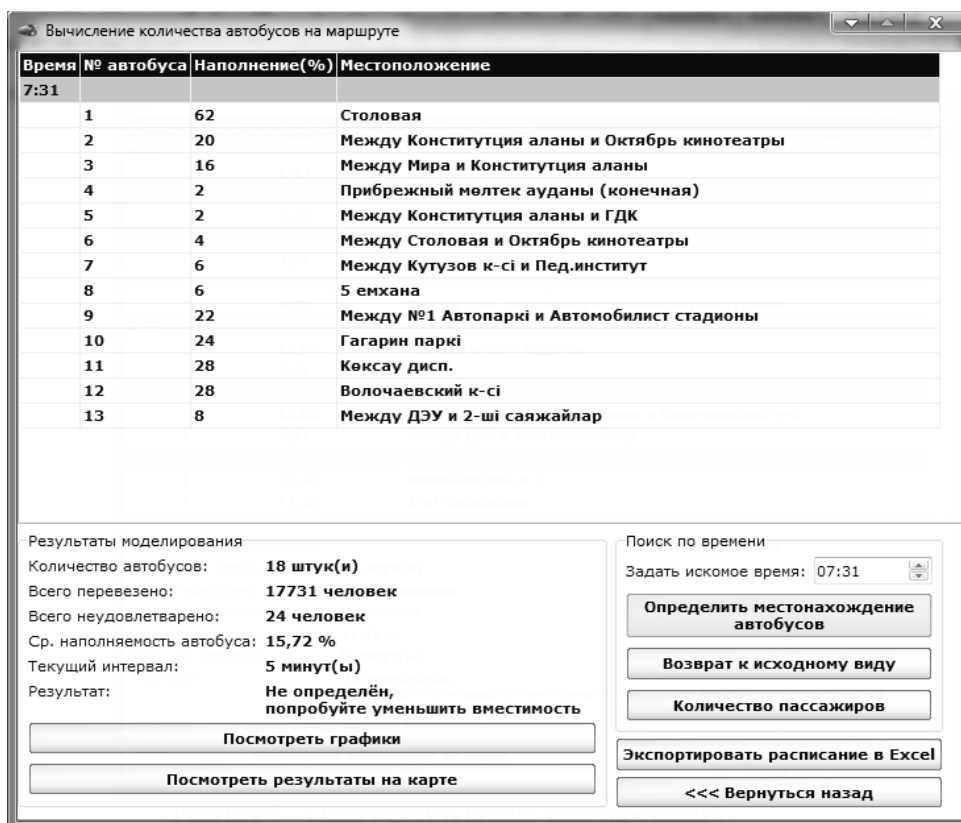 Вычисление количества автобусов на маршруте
Время № автобуса Наполнение(%) Местоположение
7:31
1 62 Столовая
2 20 Между Конститутция аланы и Октябрь кинотеатры
3 16 Между Мира и Конститутция аланы
4 2 Прибрежный мөлтек ауданы (конечная)
5 2 Между Конститутция аланы и ГДК
6 4 Между Столовая и Октябрь кинотеатры
7 6 Между Кутузов к-сі и Пед.институт
8 6 5 емхана
9 22 Между №1 Автопаркі и Автомобилист стадионы
10 24 Гагарин паркі
11 28 Көксау дисп.
12 28 Волочаевский к-сі
13 8 Между ДЭУ и 2-ші саяжайлар
Результаты моделирования
Количество автобусов: 18 штук(и)
Всего перевезено: 17731 человек
Всего неудовлетварено: 24 человек
Ср. наполняемость автобуса: 15,72 %
Текущий интервал: 5 минут(ы)
Результат: Не определён,
попробуйте уменьшить вместимость
Посмотреть графики
Посмотреть результаты на карте
Поиск по времени
Задать искомое время: 07:31
Определить местонахождение
автобусов
Возврат к исходному виду
Количество пассажиров
Экспортировать расписание в Excel
<<< Вернуться назад